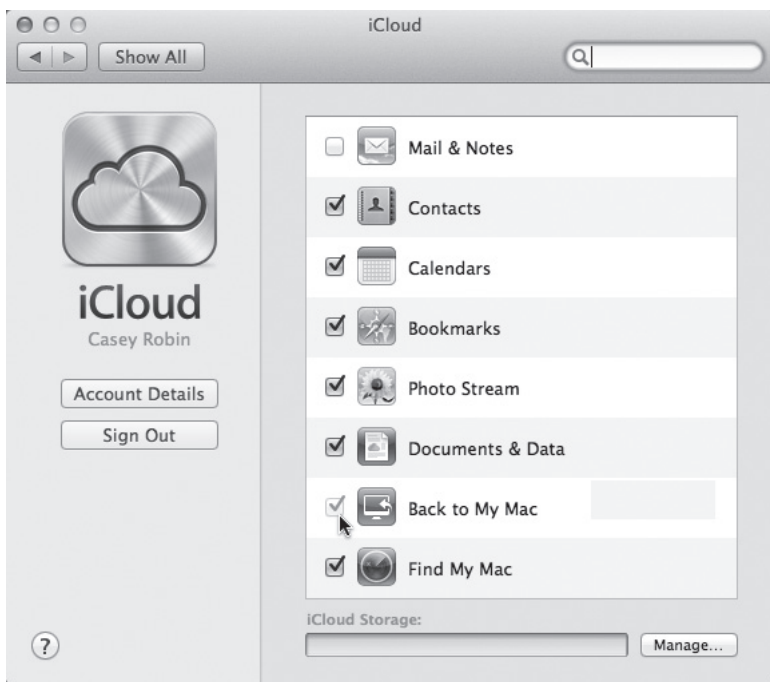 iCloud
Show All
iCloud
Casey Robin
Account Details
Sign Out
Mail & Notes
Contacts
Calendars
Bookmarks
Photo Stream
Documents & Data
Back to My Mac
Find My Mac
iCloud Storage:
Manage...
?